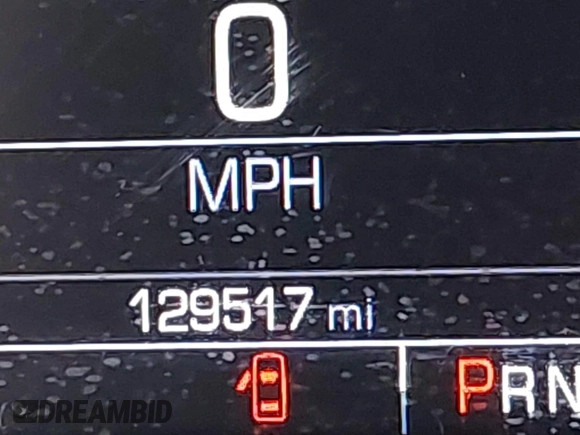 0
MPH
129517 mi
PRN
DREAMBID